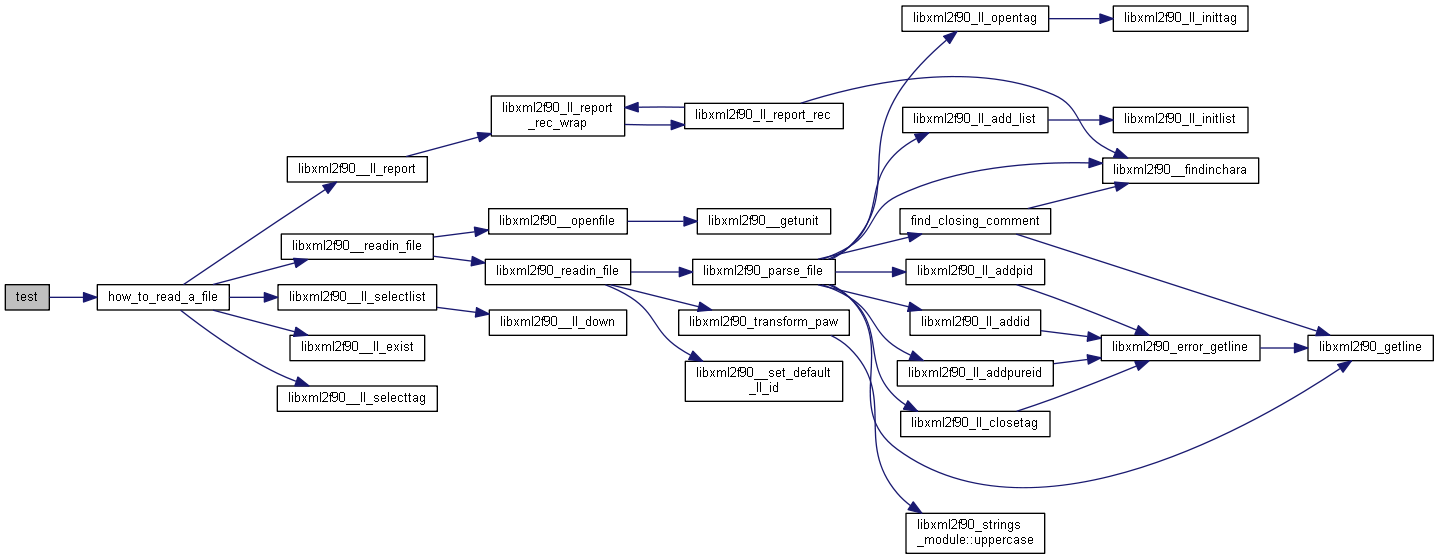 test
how_to_read_a_file
libxml2f90__ll_report
libxml2f90__readin_file
libxml2f90__ll_selectlist
libxml2f90__ll_exist
libxml2f90__ll_selecttag
libxml2f90_ll_report
_rec_wrap
libxml2f90__openfile
libxml2f90_readin_file
libxml2f90__ll_down
libxml2f90_ll_report_rec
libxml2f90__getunit
libxml2f90_parse_file
libxml2f90_transform_paw
libxml2f90__set_default
_ll_id
libxml2f90_ll_opentag
libxml2f90_ll_add_list
find_closing_comment
libxml2f90_ll_addpid
libxml2f90_ll_addid
libxml2f90_ll_addpureid
libxml2f90_ll_closetag
libxml2f90_strings
_module::uppercase
libxml2f90_ll_inittag
libxml2f90_ll_initlist
libxml2f90__findinchara
libxml2f90_error_getline
libxml2f90_getline